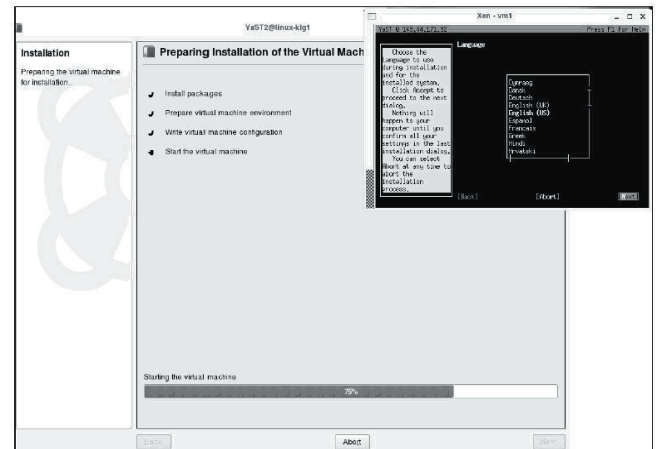 YaST2@linux-klg1
Installation
Preparing the virtual machine
for installation...
Preparing Installation of the Virtual Mach
Install packages
Prepare virtual machine environment
Write virtual machine configuration
Start the virtual machine
Starting the virtual machine
75%
Back
Abort
Next
Xen - vm1
Press F1 for Help
Choose the
Language to use
during installation
and for the
installed system.
Click Accept to
proceed to the next
dialog.
Nothing will
happen to your
computer until you
confirm all your
settings in the last
installation dialog.
You can select
Abort at any time to
abort the
installation
process.
Language
Cymraeg
Dansk
Deutsch
English (UK)
English (US)
Espanol
Francais
Greek
Hindi
Hrvatski
[Back]
[Abort]
[Next]